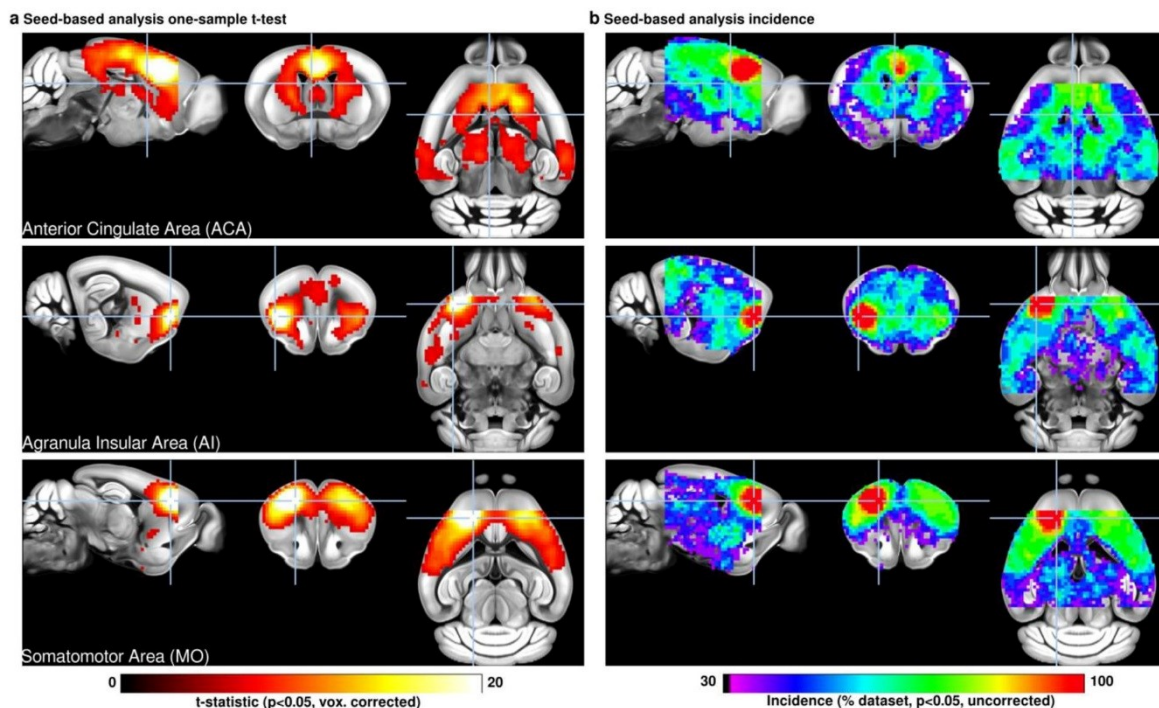 a Seed-based analysis one-sample t-test
b Seed-based analysis incidence
Anterior Cingulate Area (ACA)
Agranula Insular Area (AI)
Somatomotor Area (MO)
0
20
t-statistic (p<0.05, vox. corrected)
30
100
Incidence (% dataset, p<0.05, uncorrected)